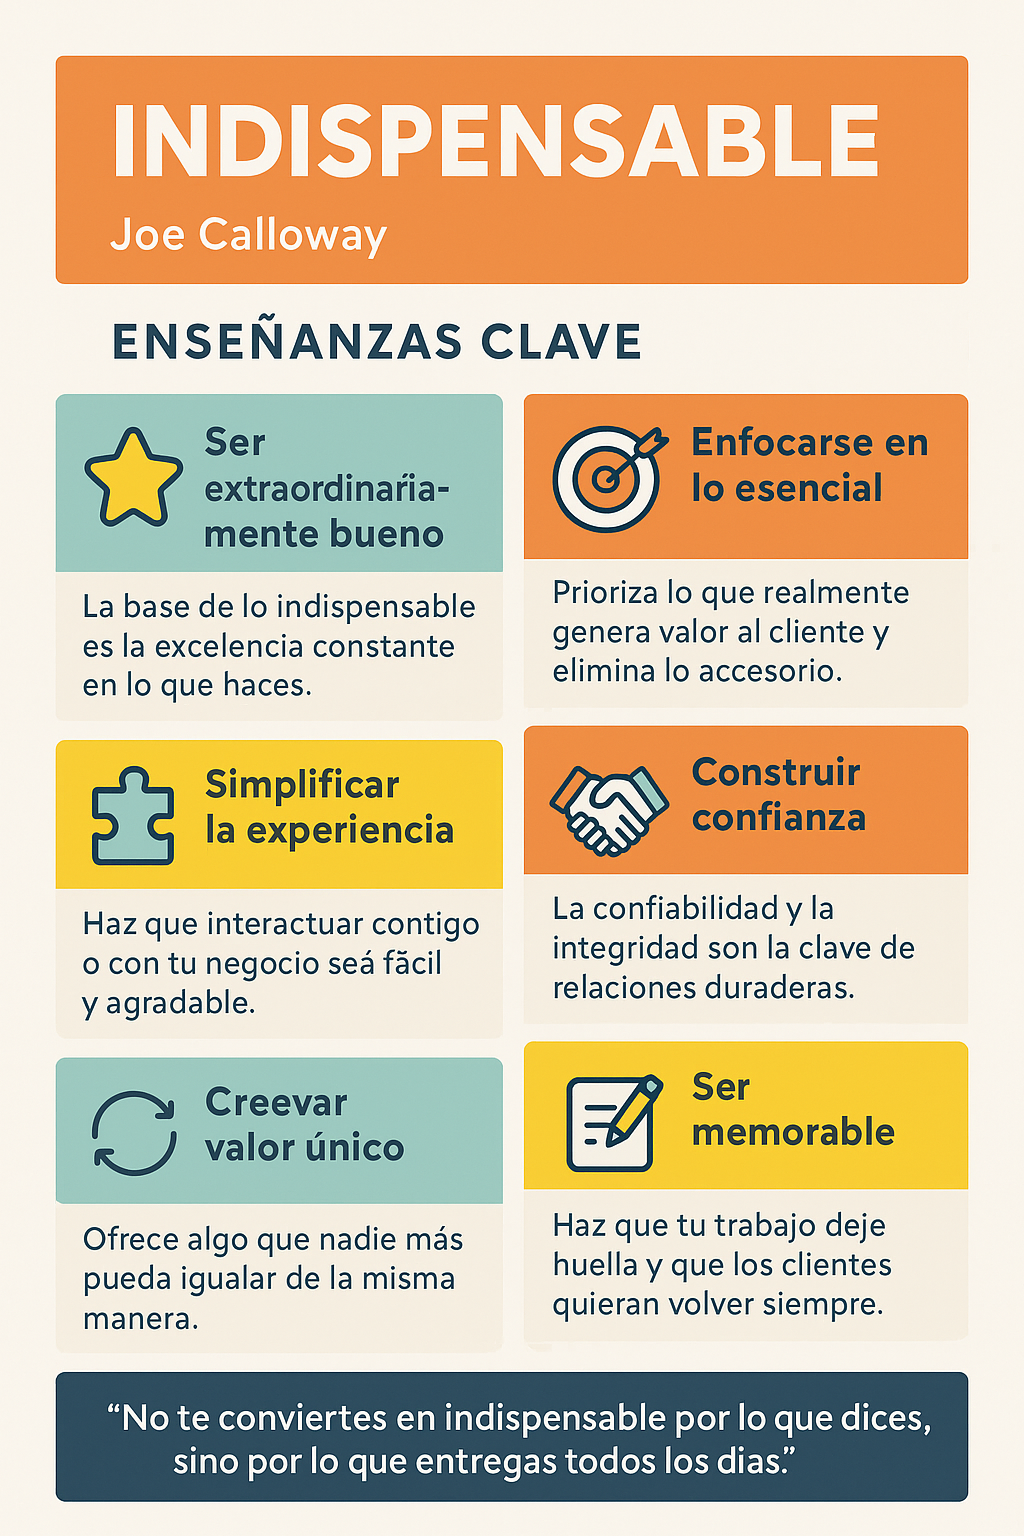 INDISPENSABLE
Joe Calloway
ENSEÑANZAS CLAVE
Ser
extraordinar̈ia-
mente bueno
La base de lo indispensable
es la excelencia constante
en lo que haces.
Enfocarse en
lo esencial
Prioriza lo que realmente
genera valor al cliente y
elimina lo accesorio.
Simplificar
la experiencia
Haz que interactuar contigo
o con tu negocio seá fãcil
y agradable.
Construir
confianza
La confiabilidad y la
integridad son la clave de
relaciones duraderas.
Creevar
valor único
Ofrece algo que nadie más
pueda igualar de la misma
manera.
Ser
memorable
Haz que tu trabajo deje
huella y que los clientes
quieran volver siempre.
“No te conviertes en indispensable por lo que dices,
sino por lo que entregas todos los dias.”